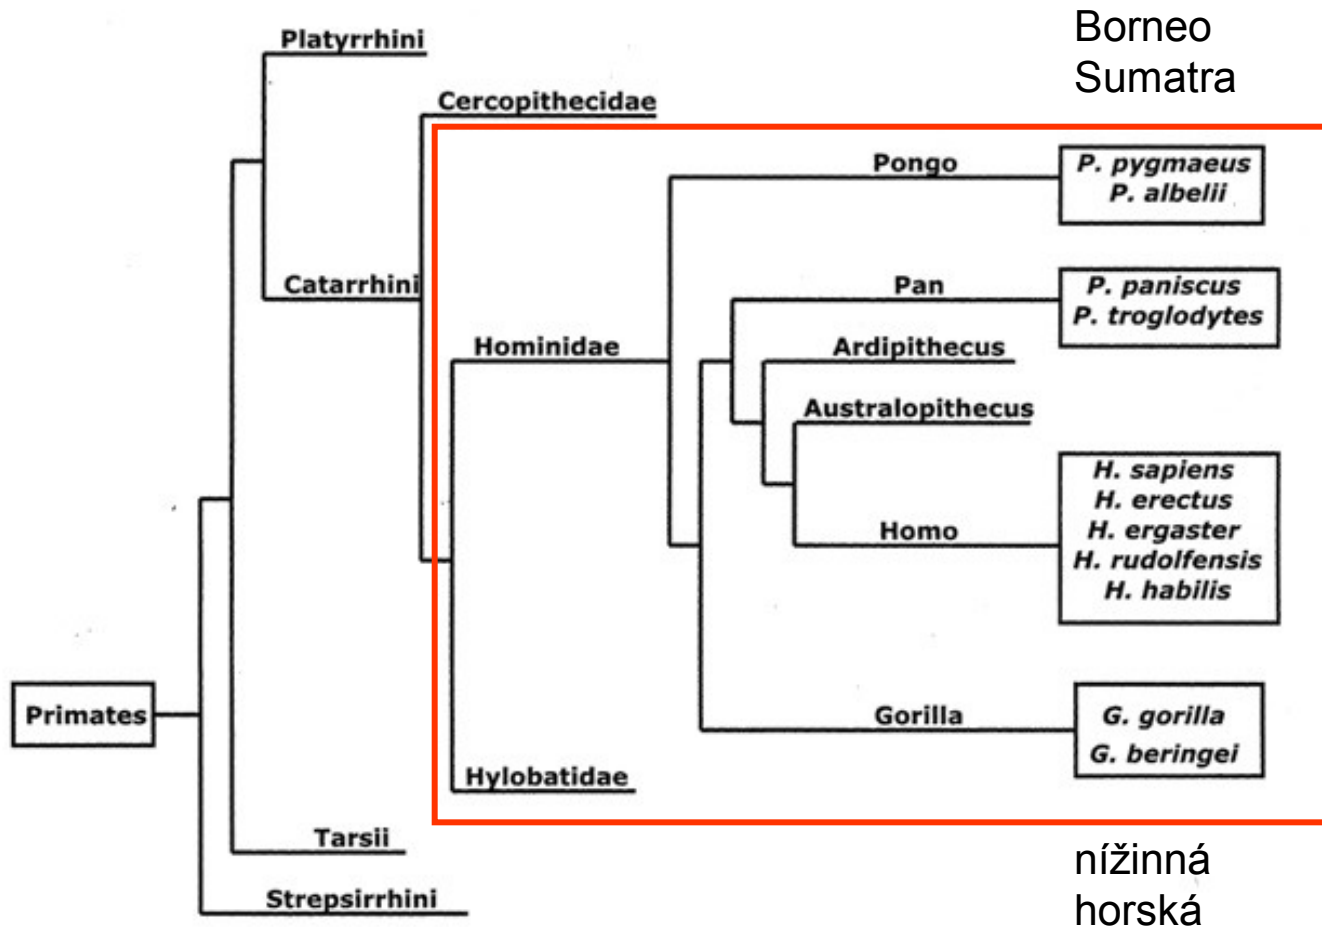 Borneo
Sumatra
Platyrrhini
Cercopithecidae
Pongo
P. pygmaeus
P. albelii
Catarrhini
Pan
P. paniscus
P. troglodytes
Hominidae
Ardipithecus
Australopithecus
H. sapiens
H. erectus
Homo
H. ergaster
H. rudolfensis
H. habilis
Primates
Gorilla
G. gorilla
G. beringei
Hylobatidae
Tarsii
Strepsirrhini
nížinná
horská